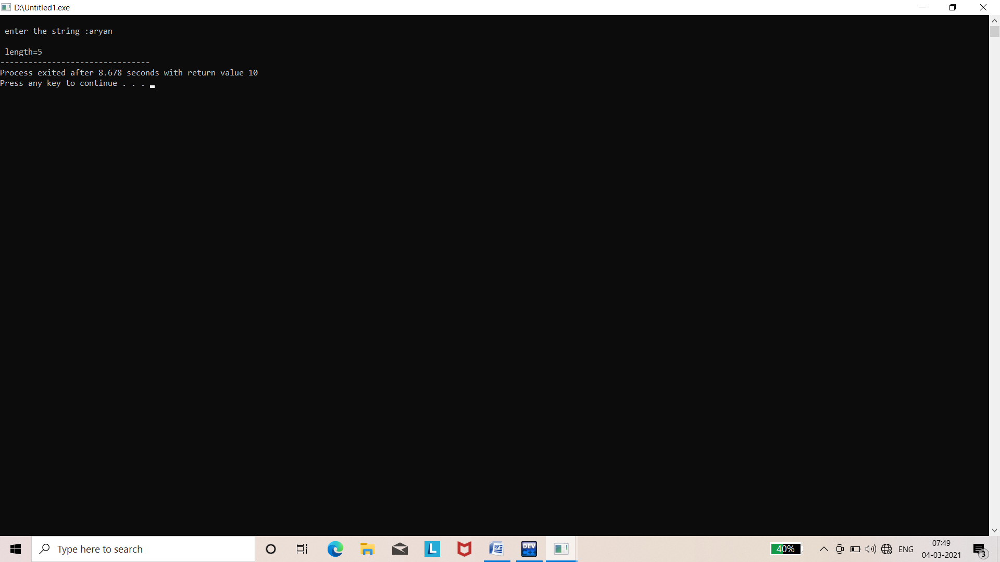 D:\Untitled1.exe
enter the string :aryan
length=5
--------------------------------
Process exited after 8.678 seconds with return value 10
Press any key to continue . . .
Type here to search
L
W
DEV
C++
40%
ENG
07:49
04-03-2021
3